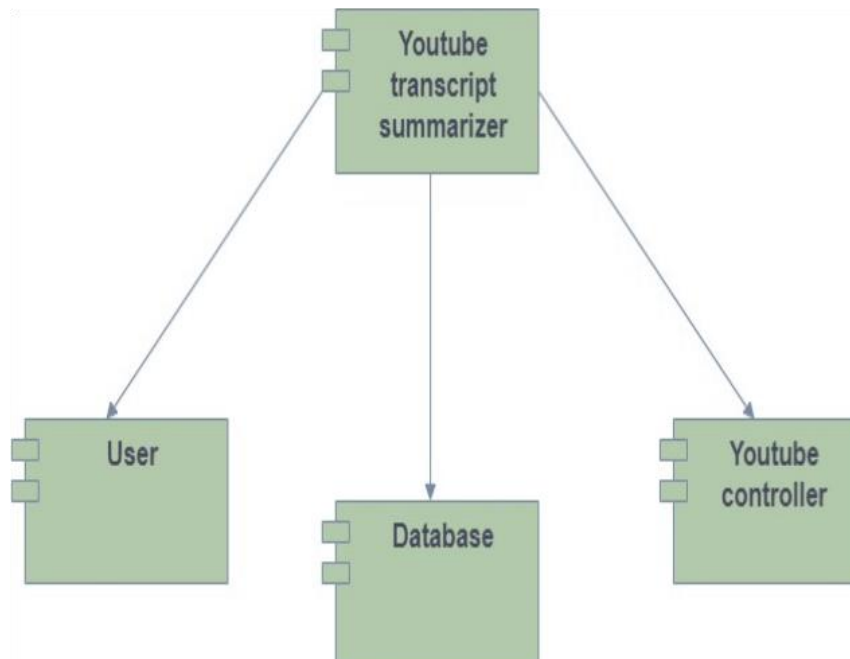 Youtube
transcript
summarizer
User
Database
Youtube
controller